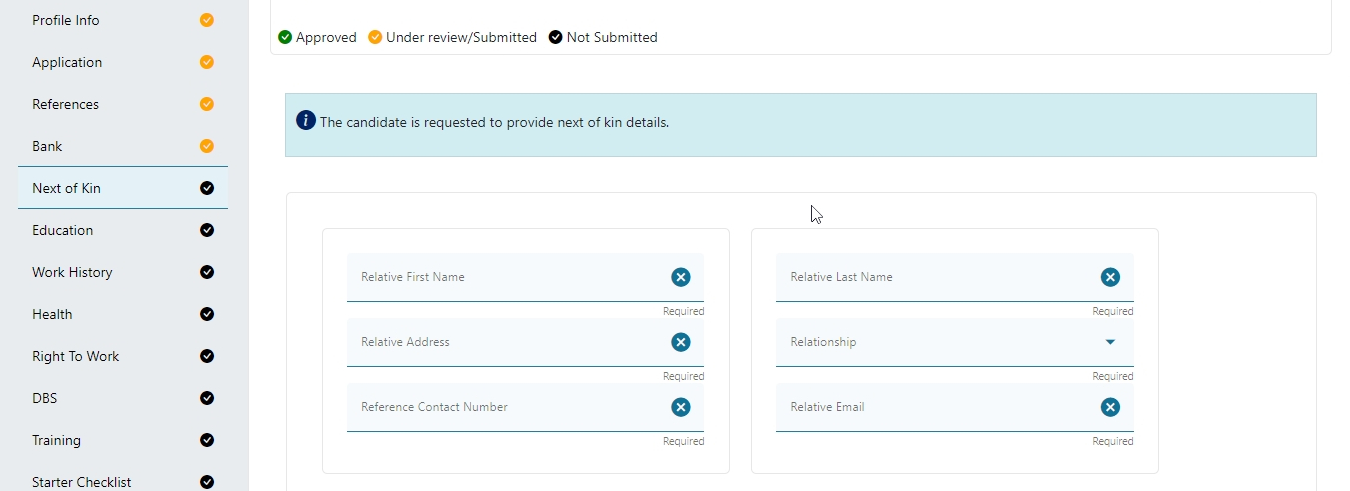 Profile Info
Application
References
Bank
Next of Kin
Education
Work History
Health
Right To Work
DBS
Training
Starter Checklist
Approved Under review/Submitted Not Submitted
i The candidate is requested to provide next of kin details.
Relative First Name
Required
Relative Address
Required
Reference Contact Number
Required
Relative Last Name
Required
Relationship
Required
Relative Email
Required